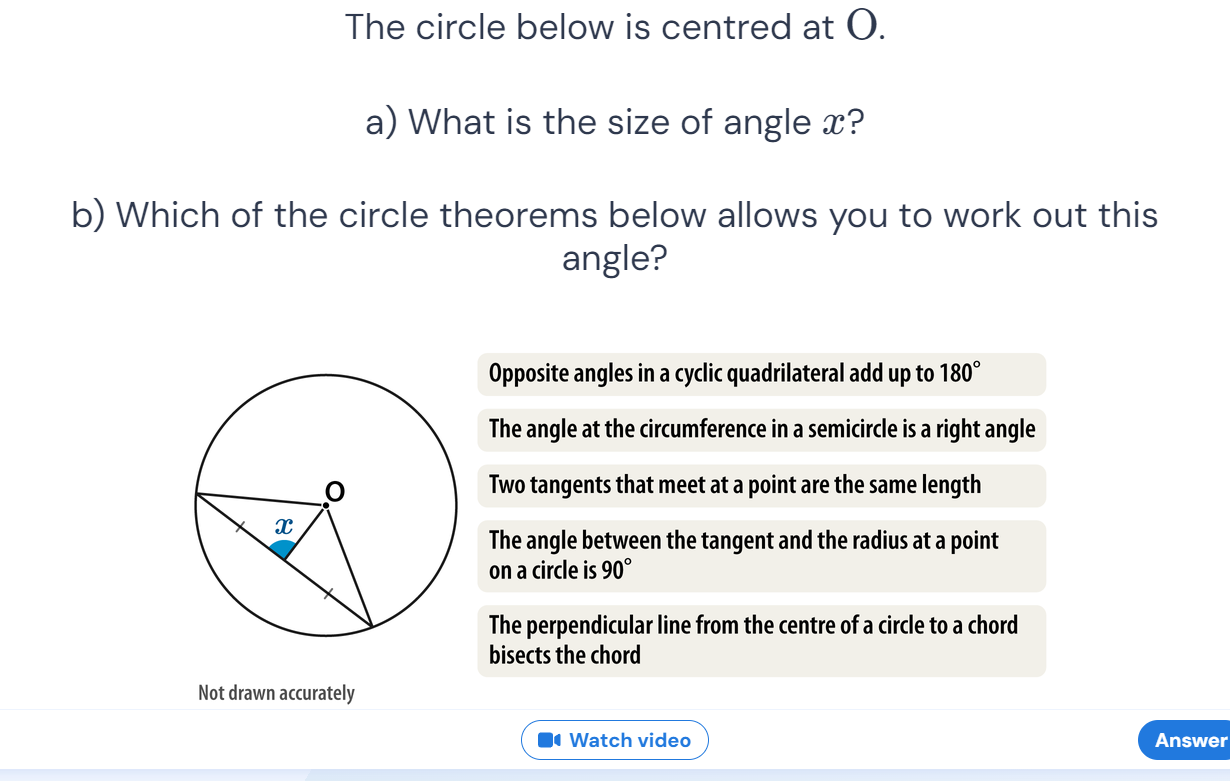 The circle below is centred at O.
a) What is the size of angle x?
b) Which of the circle theorems below allows you to work out this
angle?
Opposite angles in a cyclic quadrilateral add up to 180°
The angle at the circumference in a semicircle is a right angle
Two tangents that meet at a point are the same length
The angle between the tangent and the radius at a point
on a circle is 90°
The perpendicular line from the centre of a circle to a chord
bisects the chord
O
x
Not drawn accurately
Watch video
Answer